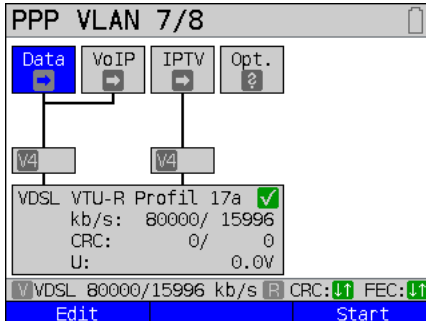 PPP VLAN 7/8
Data VoIP IPTV Opt.
?
V4 V4
VDSL VTU-R Profil 17a
kb/s: 80000/ 15996
CRC: 0/ 0
U: 0.0V
V VDSL 80000/15996 kb/s R CRC: FEC:
Edit Start